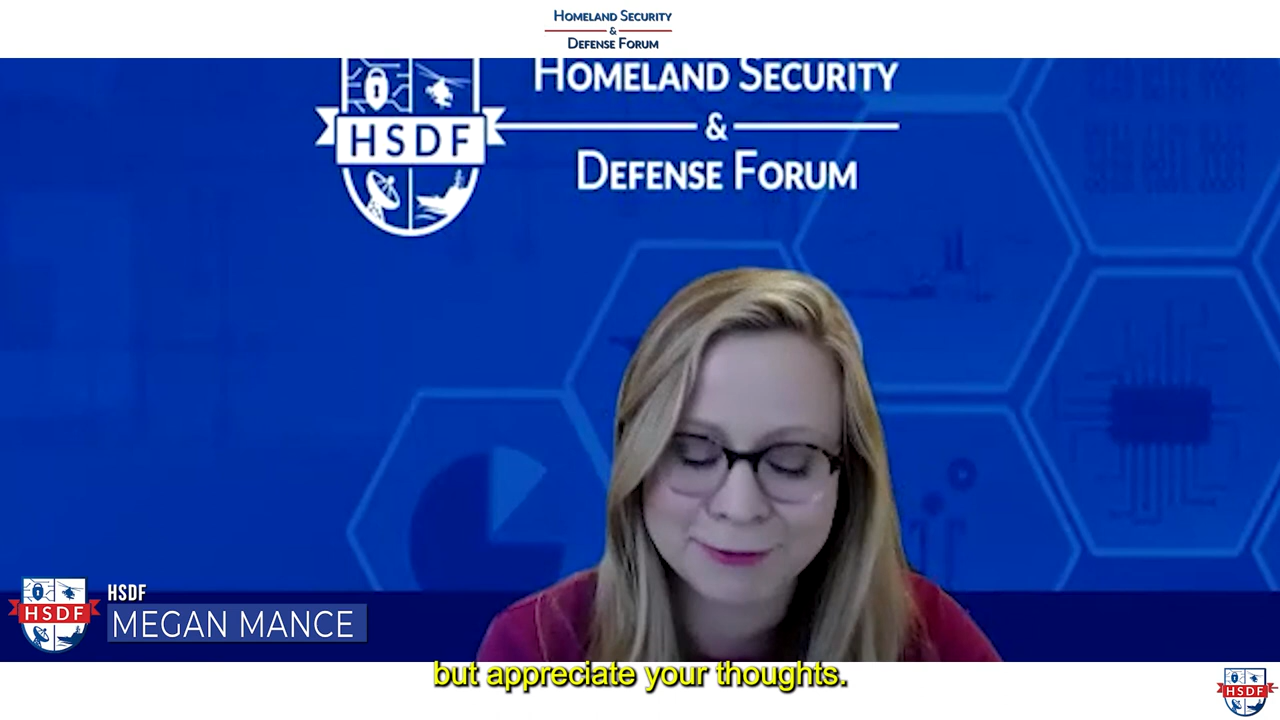 HOMELAND SECURITY
&
DEFENSE FORUM
HOMELAND SECURITY
&
DEFENSE FORUM
HSDF
HSDF
MEGAN MANCE
HSDF
but appreciate your thoughts.
HSDF